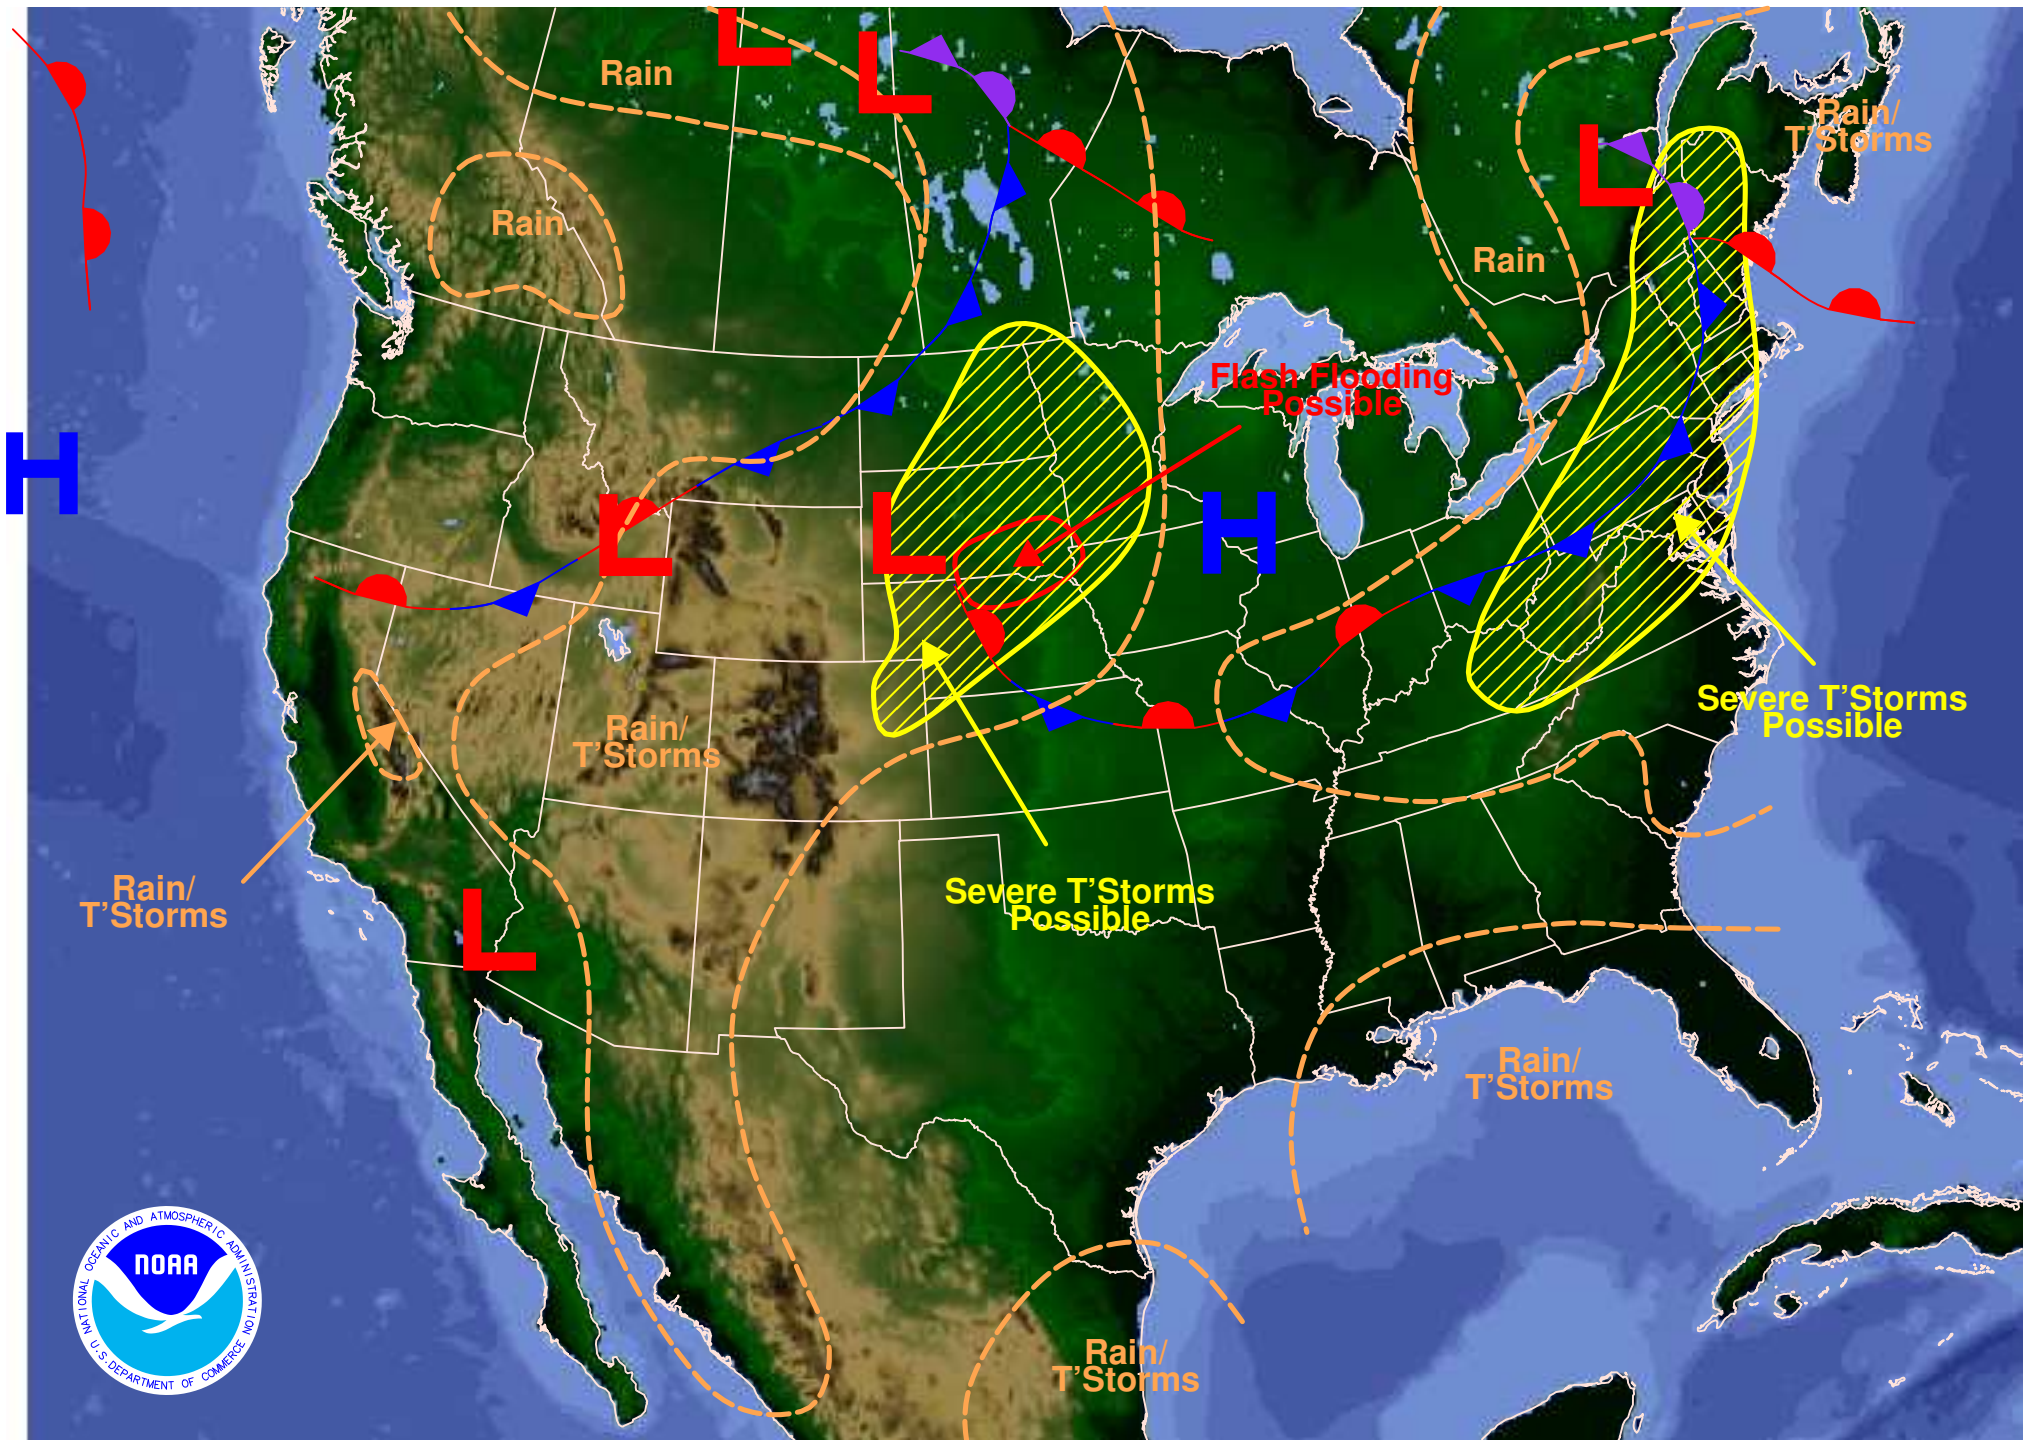 L
Rain
L
Rain/
T'Storms
L
Rain
Rain
Flash Flooding
Possible
H
L
L
H
Severe T'Storms
Possible
Rain/
T'Storms
Rain/
T'Storms
Severe T'Storms
Possible
L
Rain/
T'Storms
Rain/
T'Storms
NATIONAL OCEANIC AND ATMOSPHERIC ADMINISTRATION
NOAA
U.S. DEPARTMENT OF COMMERCE